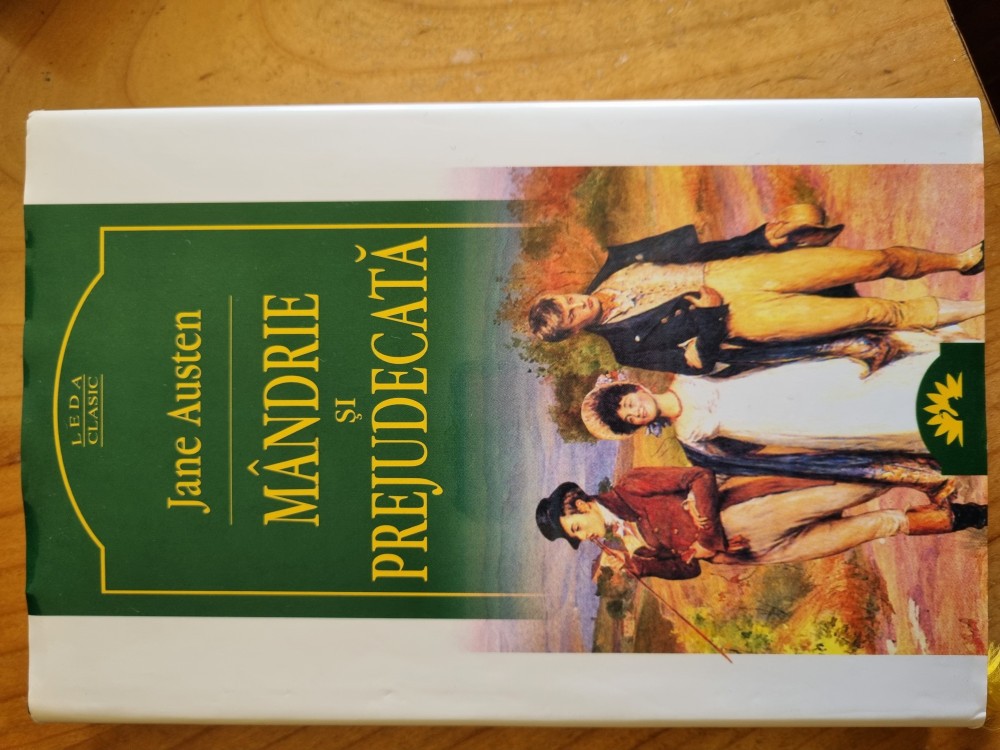 LEDA
CLASIC
Jane Austen
MÂNDRIE
ŞI
PREJUDECATĂ